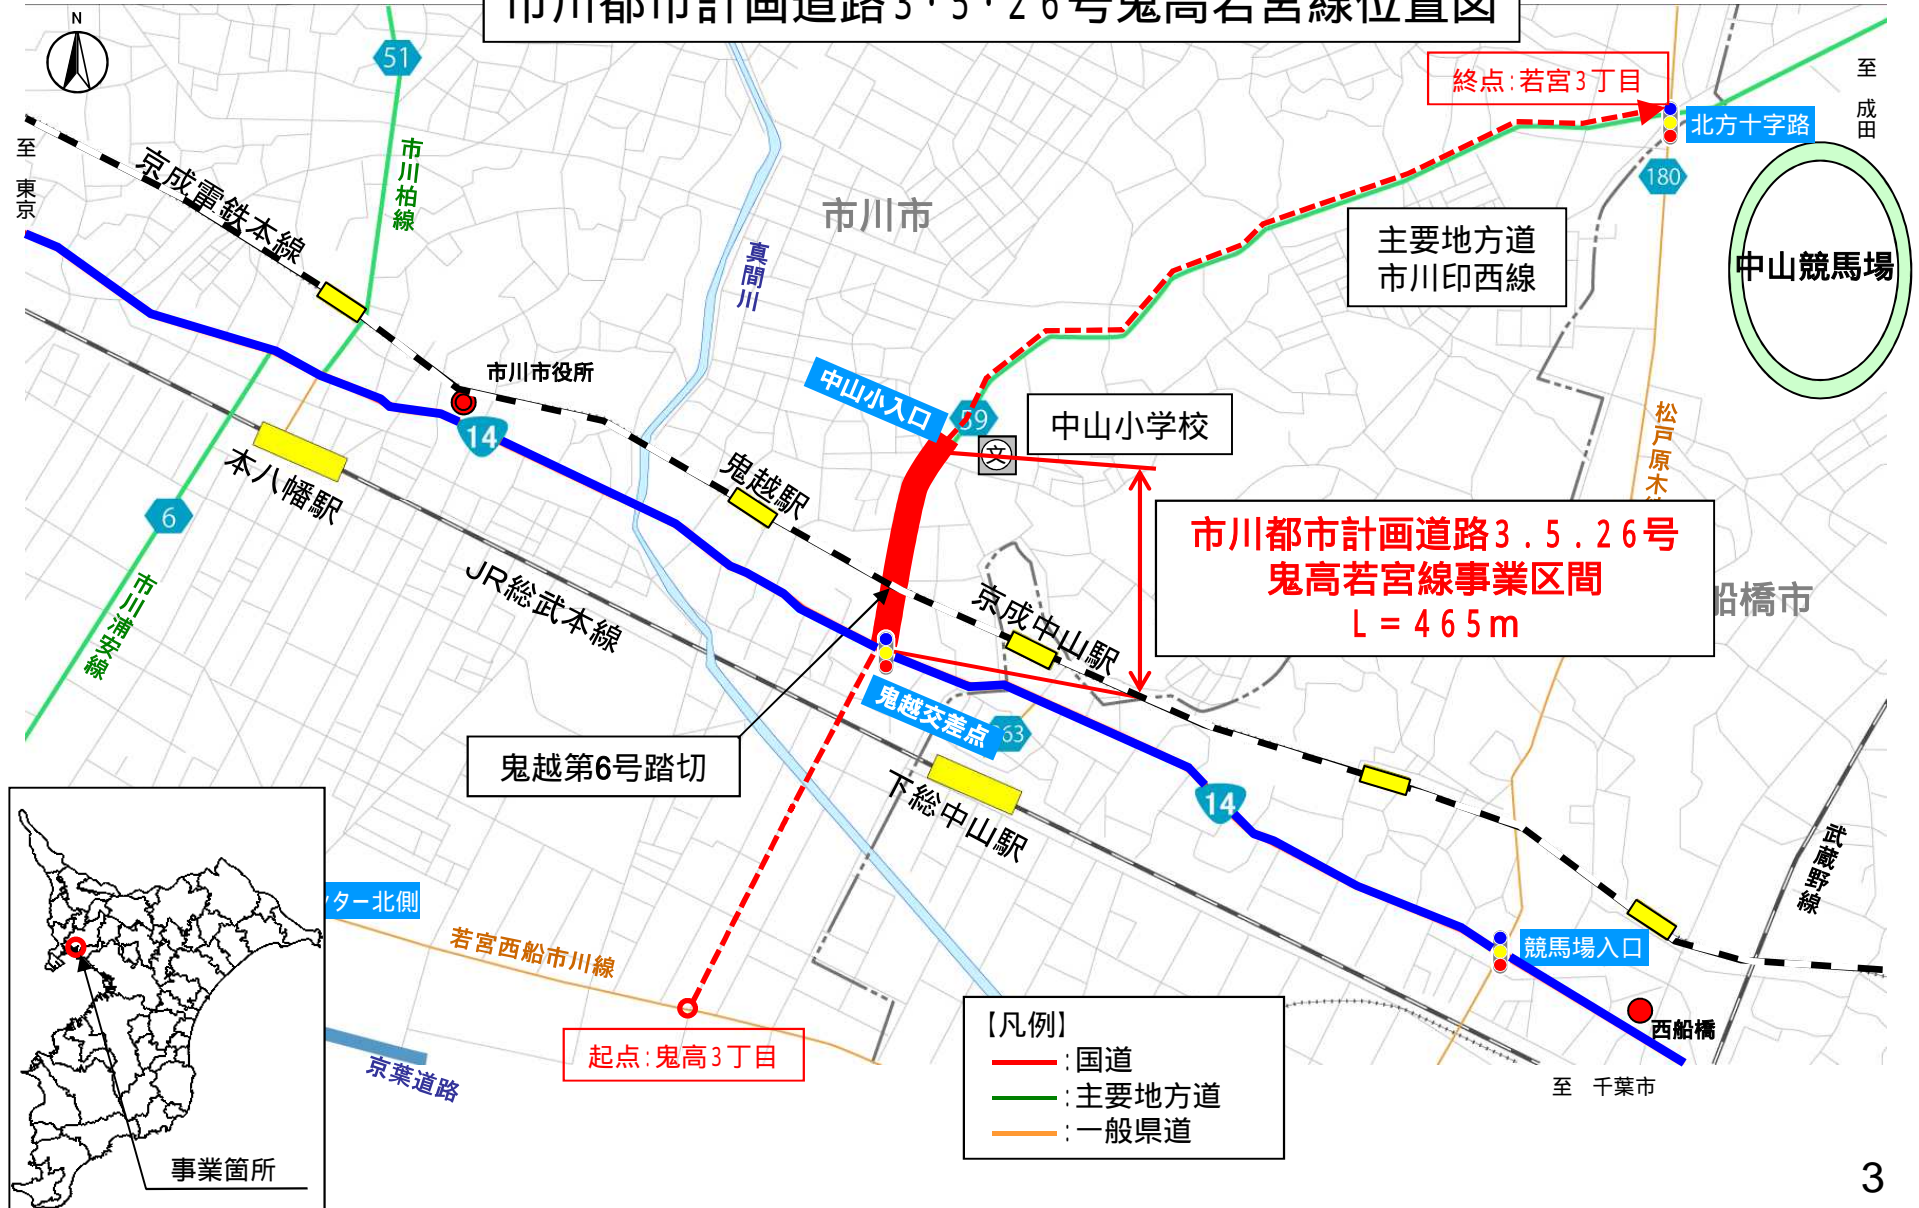 市川都市計画道路3・5・26号鬼高若宮線位置図
N
51
終点:若宮3丁目
至 成田
北方十字路
180
至 東京
京成電鉄本線
市川柏線
市川市
真間川
主要地方道
市川印西線
中山競馬場
市川市役所
中山小入口
59
中山小学校
文
14
松戸原木
本八幡駅
鬼越駅
6
市川都市計画道路3.5.26号
鬼高若宮線事業区間
L=465m
船橋市
JR総武本線
市川浦安線
京成中山駅
鬼越交差点
63
鬼越第6号踏切
下総中山駅
14
武蔵野線
ター北側
若宮西船市川線
競馬場入口
西船橋
起点:鬼高3丁目
京葉道路
【凡例】
:国道
:主要地方道
:一般県道
至 千葉市
事業箇所
3